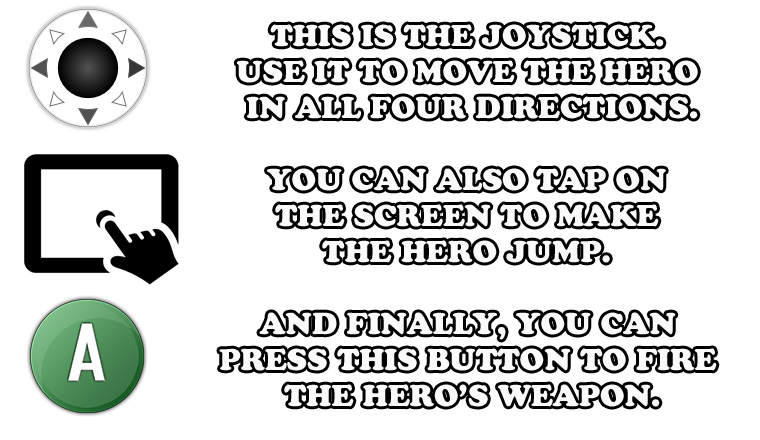 THIS IS THE JOYSTICK.
USE IT TO MOVE THE HERO
IN ALL FOUR DIRECTIONS.
YOU CAN ALSO TAP ON
THE SCREEN TO MAKE
THE HERO JUMP.
A
AND FINALLY, YOU CAN
PRESS THIS BUTTON TO FIRE
THE HERO'S WEAPON.